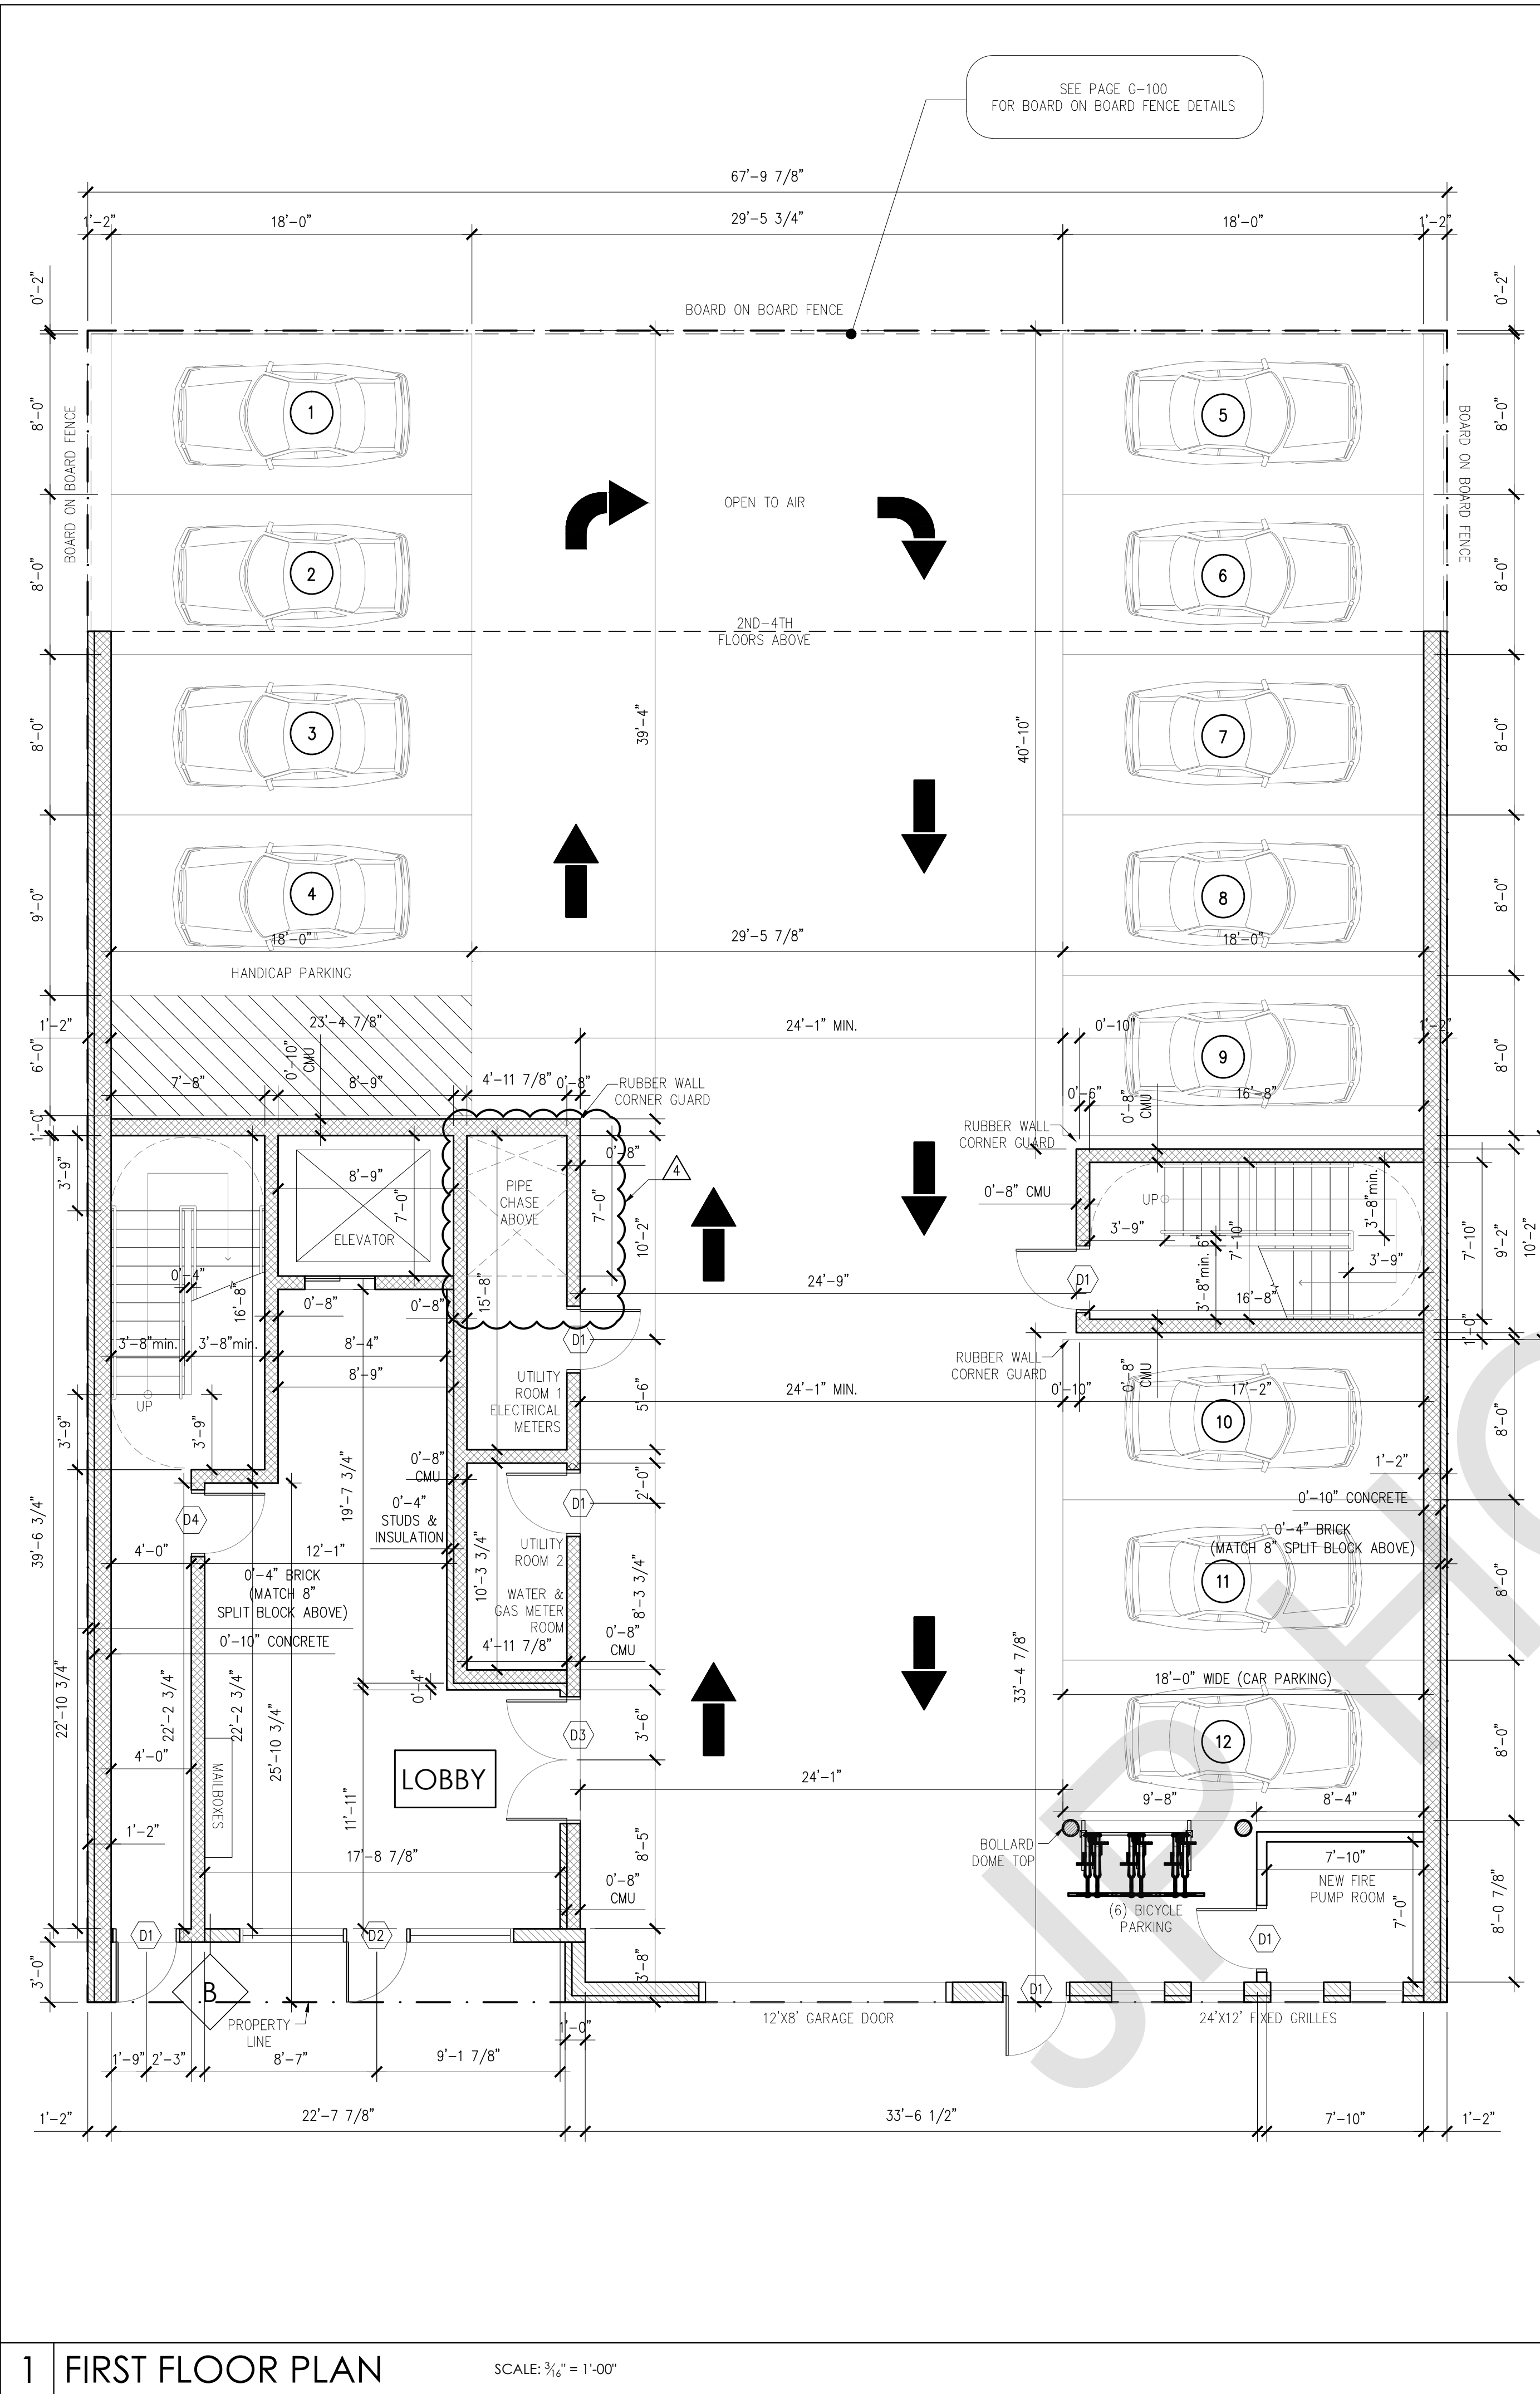 SEE PAGE G-100
FOR BOARD ON BOARD FENCE DETAILS
67'-9 7/8"
1'-2"
18'-0"
29'-5 3/4"
18'-0"
1'-2"
0'-2"
0'-2"
BOARD ON BOARD FENCE
8'-0"
BOARD ON BOARD FENCE
1
5
BOARD ON BOARD FENCE
8'-0"
OPEN TO AIR
8'-0"
2
6
8'-0"
2ND-4TH
FLOORS ABOVE
8'-0"
3
39'-4"
40'-10"
7
8'-0"
9'-0"
4
8
8'-0"
18'-0"
29'-5 7/8"
18'-0"
HANDICAP PARKING
1'-2"
23'-4 7/8"
24'-1" MIN.
0'-10"
1'-2"
6'-0"
0'-10"
CMU
9
8'-0"
7'-8"
8'-9"
4'-11 7/8"
0'-8"
RUBBER WALL
CORNER GUARD
0'-6"
0'-8"
CMU
16'-8"
1'-0"
RUBBER WALL
CORNER GUARD
3'-9"
8'-9"
7'-0"
ELEVATOR
PIPE
CHASE
ABOVE
0'-8"
7'-0"
10'-2"
4
0'-8" CMU
UP
3'-8"min.
3'-9"
7'-10"
3'-9"
7'-10"
9'-2"
10'-2"
0'-4"
16'-8"
0'-8"
0'-8"
15'-8"
24'-9"
D1
3'-8"min.
6"
16'-8"
1'-0"
3'-8"min.
3'-8"min.
8'-4"
D1
8'-9"
UTILITY
ROOM 1
ELECTRICAL
METERS
RUBBER WALL
CORNER GUARD
0'-8"
CMU
24'-1" MIN.
0'-10"
17'-2"
UP
3'-9"
3'-9"
5'-6"
10
8'-0"
0'-8"
CMU
19'-7 3/4"
2'-0"
1'-2"
D4
0'-4"
STUDS &
INSULATION
D1
0'-10" CONCRETE
39'-6 3/4"
4'-0"
12'-1"
UTILITY
ROOM 2
0'-4" BRICK
(MATCH 8" SPLIT BLOCK ABOVE)
0'-4" BRICK
(MATCH 8"
SPLIT BLOCK ABOVE)
10'-3 3/4"
WATER &
GAS METER
ROOM
8'-3 3/4"
11
8'-0"
0'-10" CONCRETE
4'-11 7/8"
0'-8"
CMU
22'-10 3/4"
22'-2 3/4"
22'-2 3/4"
25'-10 3/4"
0'-4"
33'-4 7/8"
18'-0" WIDE (CAR PARKING)
D3
3'-6"
12
8'-0"
4'-0"
MAILBOXES
LOBBY
24'-1"
11'-11"
9'-8"
8'-4"
1'-2"
17'-8 7/8"
8'-5"
BOLLARD
DOME TOP
7'-10"
0'-8"
CMU
NEW FIRE
PUMP ROOM
(6) BICYCLE
PARKING
7'-0"
8'-0 7/8"
D1
D2
D1
3'-0"
B
3'-8"
D1
PROPERTY
LINE
12'X8' GARAGE DOOR
24'X12' FIXED GRILLES
1'-0"
1'-9"
2'-3"
8'-7"
9'-1 7/8"
1'-2"
22'-7 7/8"
33'-6 1/2"
7'-10"
1'-2"
1
FIRST FLOOR PLAN
SCALE: 3/16" = 1'-00"